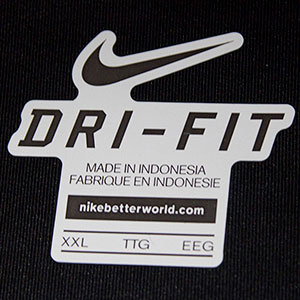 DRI-FIT
MADE IN INDONESIA
FABRIQUE EN INDONESIE
nikebetterworld.com
XXL TTG EEG